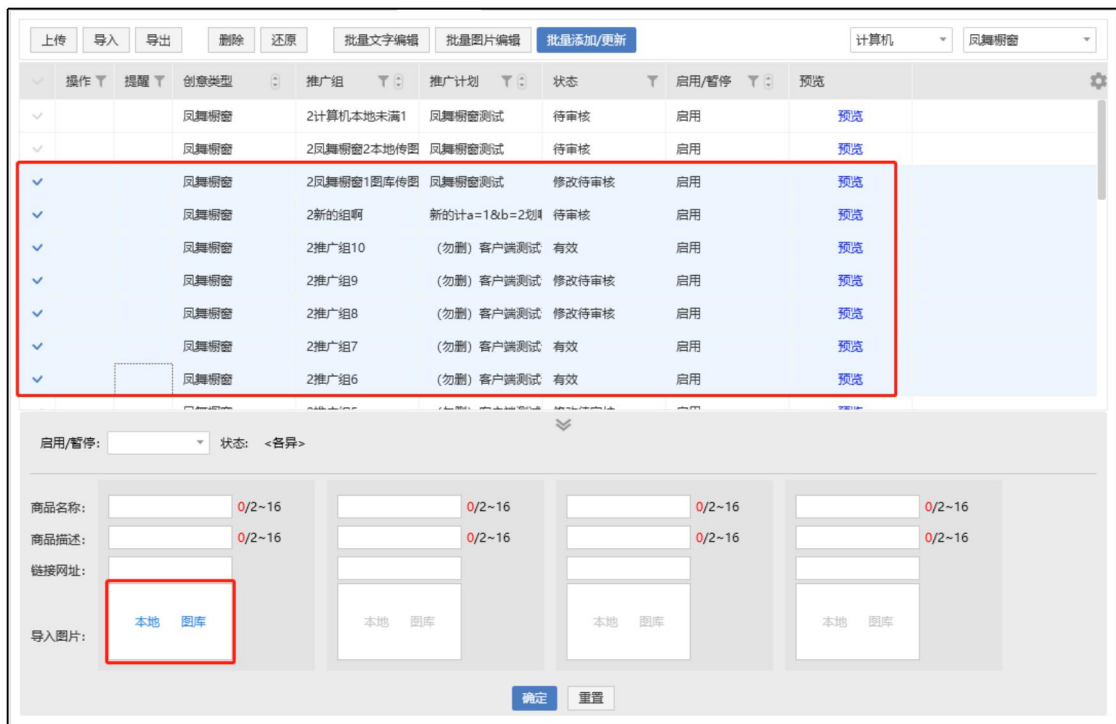 上传 导入 导出 删除 还原 批量文字编辑 批量图片编辑 批量添加/更新 计算机 凤舞橱窗
操作 提醒 创意类型 推广组 推广计划 状态 启用/暂停 预览
凤舞橱窗 2计算机本地未满1 凤舞橱窗测试 待审核 启用 预览
凤舞橱窗 2凤舞橱窗2本地传图 凤舞橱窗测试 待审核 启用 预览
凤舞橱窗 2凤舞橱窗1图库传图 凤舞橱窗测试 修改待审核 启用 预览
凤舞橱窗 2新的组啊 新的计a=1&b=2划 待审核 启用 预览
凤舞橱窗 2推广组10 （勿删）客户端测试 有效 启用 预览
凤舞橱窗 2推广组9 （勿删）客户端测试 修改待审核 启用 预览
凤舞橱窗 2推广组8 （勿删）客户端测试 修改待审核 启用 预览
凤舞橱窗 2推广组7 （勿删）客户端测试 有效 启用 预览
凤舞橱窗 2推广组6 （勿删）客户端测试 有效 启用 预览
启用/暂停: 状态: <各异>
商品名称: 0/2~16 0/2~16 0/2~16 0/2~16
商品描述: 0/2~16 0/2~16 0/2~16 0/2~16
链接网址:
导入图片: 本地 图库 本地 图库 本地 图库 本地 图库
确定 重置